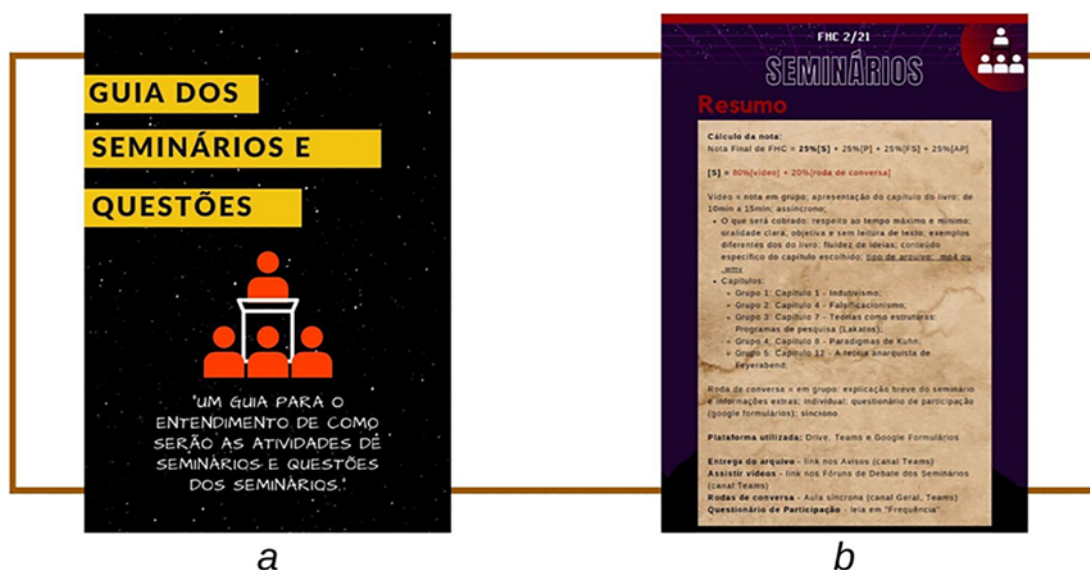 GUIA DOS
SEMINÁRIOS E
QUESTÕES
"UM GUIA PARA O
ENTENDIMENTO DE COMO
SERÃO AS ATIVIDADES DE
SEMINÁRIOS E QUESTÕES
DOS SEMINÁRIOS."
a
FHC 2/21
SEMINÁRIOS
Resumo
Cálculo da nota:
Nota Final de FHC = 25%[S] + 25%[P] + 25%[FS] + 25%[AP]
[S] = 80%[vídeo] + 20%[roda de conversa]
Vídeo = nota em grupo; apresentação do capítulo do livro; de
10min a 15min; assíncrono;
• O que será cobrado: respeito ao tempo máximo e mínimo;
oralidade clara, objetiva e sem leitura de texto; exemplos
diferentes dos do livro; fluidez de ideias; conteúdo
específico do capítulo escolhido; tipo de arquivo: .mp4 ou
.wmv
• Capítulos:
Grupo 1: Capítulo 1 - Indutivismo;
Grupo 2: Capítulo 4 - Falsificacionismo;
Grupo 3: Capítulo 7 - Teorias como estruturas:
Programas de pesquisa (Lakatos);
Grupo 4: Capítulo 8 - Paradigmas de Kuhn;
Grupo 5: Capítulo 12 - A teoria anarquista de
Feyerabend;
Roda de conversa = em grupo: explicação breve do seminário
e informações extras; individual: questionário de participação
(google formulários); síncrono
Plataforma utilizada: Drive, Teams e Google Formulários
Entrega do arquivo - link nos Avisos (canal Teams)
Assistir vídeos - link nos Fóruns de Debate dos Seminários
(canal Teams)
Rodas de conversa - Aula síncrona (canal Geral, Teams)
Questionário de Participação - leia em "Frequência"
b